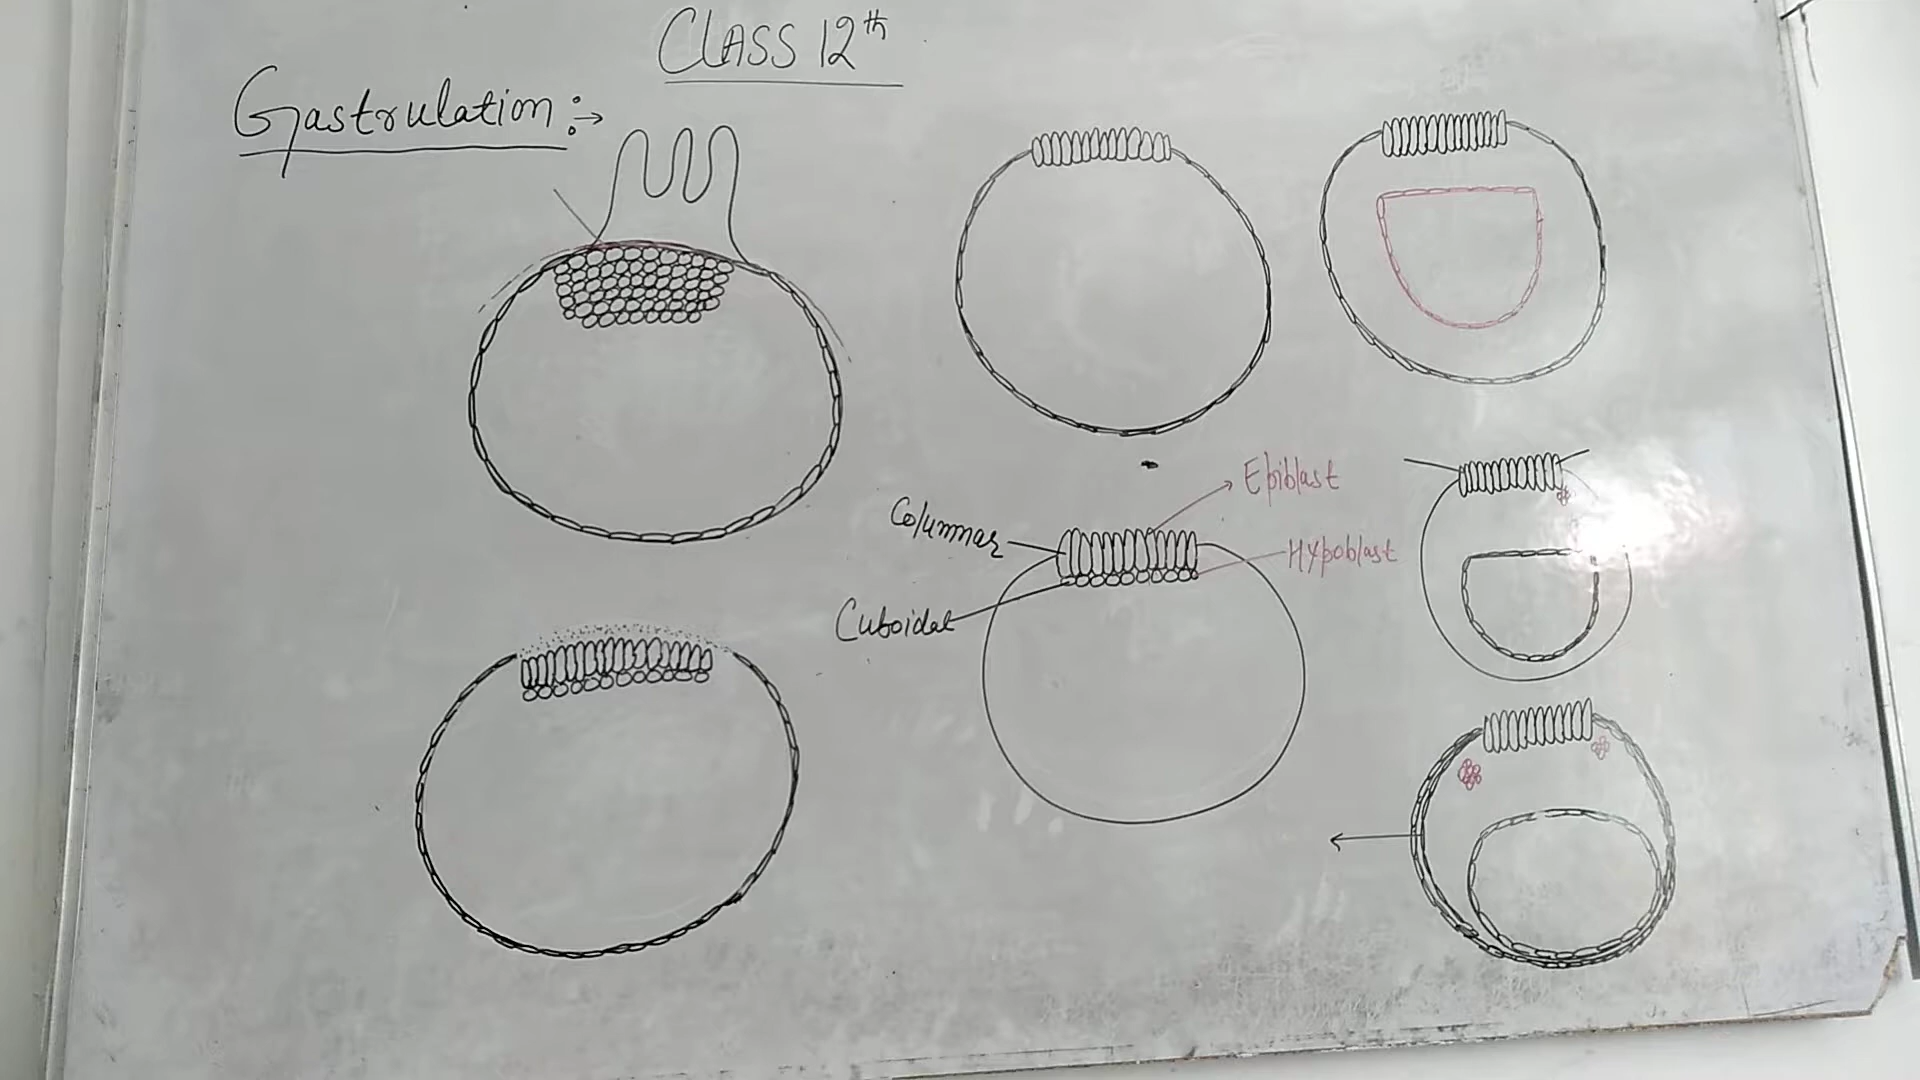 CLASS 12th
Gastrulation :→
Epiblast
Columnar
Hypoblast
Cuboidal